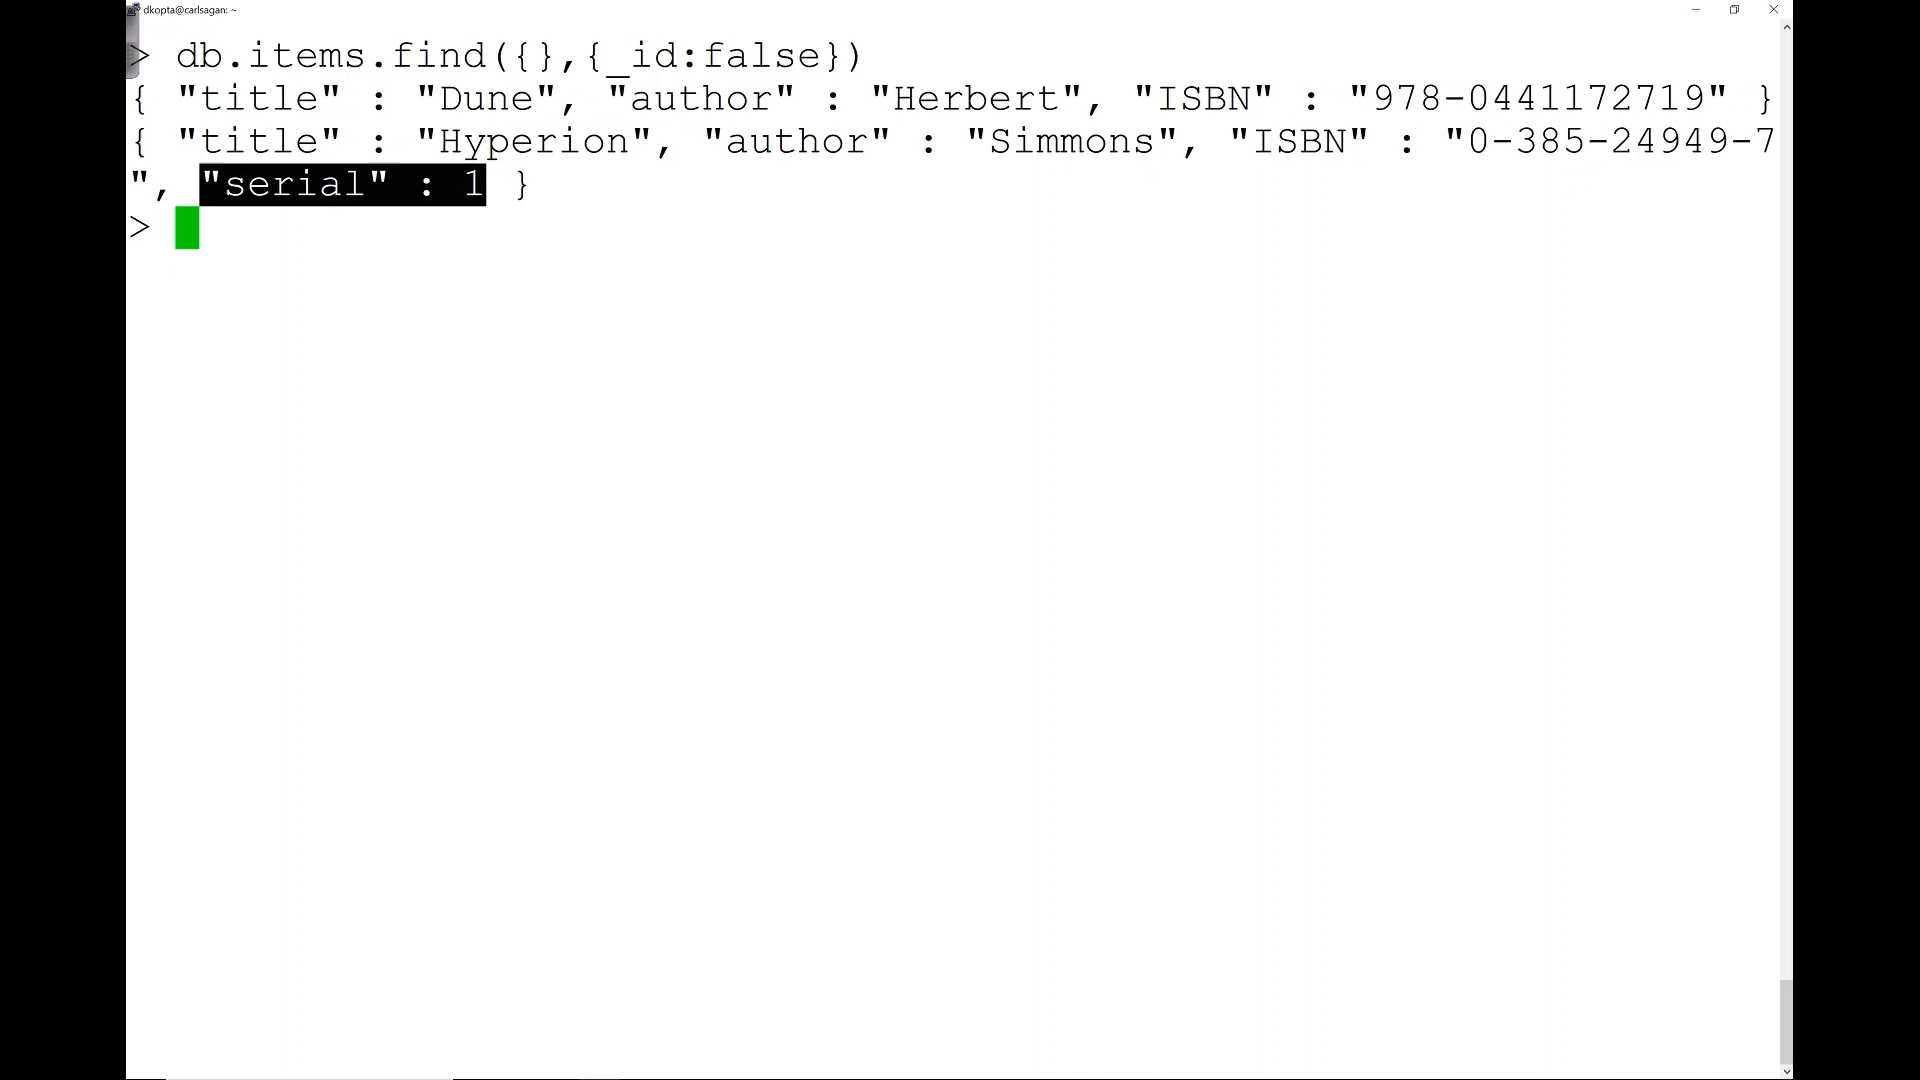 dkopta@carlsagan: ~
> db.items.find({},{_id:false})
{ "title" : "Dune", "author" : "Herbert", "ISBN" : "978-0441172719" }
{ "title" : "Hyperion", "author" : "Simmons", "ISBN" : "0-385-24949-7
", "serial" : 1 }
>